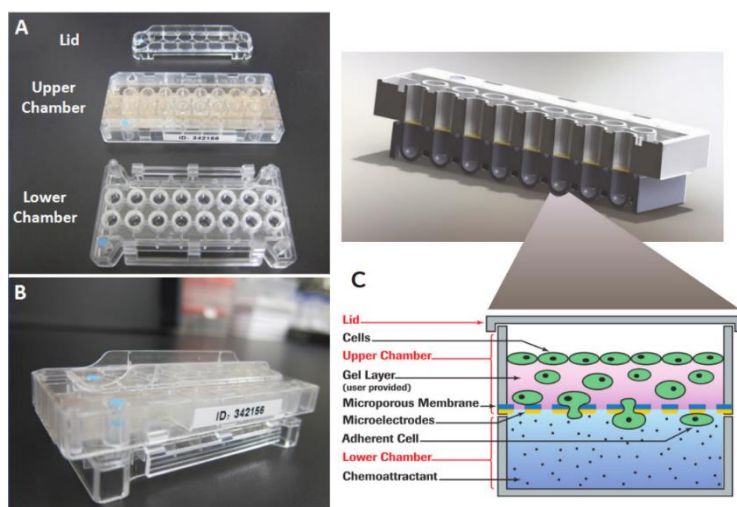 A
Lid
Upper
Chamber
ID: 342156
Lower
Chamber
B
ID: 342156
C
Lid
Cells
Upper Chamber
Gel Layer
(user provided)
Microporous Membrane
Microelectrodes
Adherent Cell
Lower Chamber
Chemoattractant